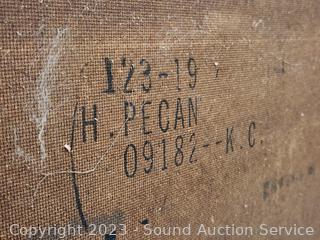 123-19
H. PECAN
09182--K.C.
Copyright 2023 - Sound Auction Service